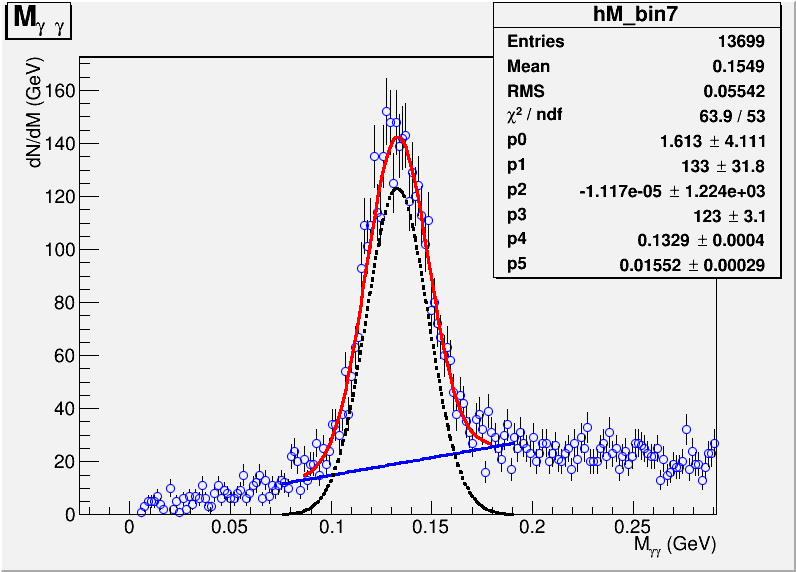 Mγ γ
hM_bin7
Entries 13699
Mean 0.1549
RMS 0.05542
χ² / ndf 63.9 / 53
p0 1.613 ± 4.111
p1 133 ± 31.8
p2 -1.117e-05 ± 1.224e+03
p3 123 ± 3.1
p4 0.1329 ± 0.0004
p5 0.01552 ± 0.00029
dN/dM (GeV)
160
140
120
100
80
60
40
20
0
0 0.05 0.1 0.15 0.2 0.25
Mγγ (GeV)